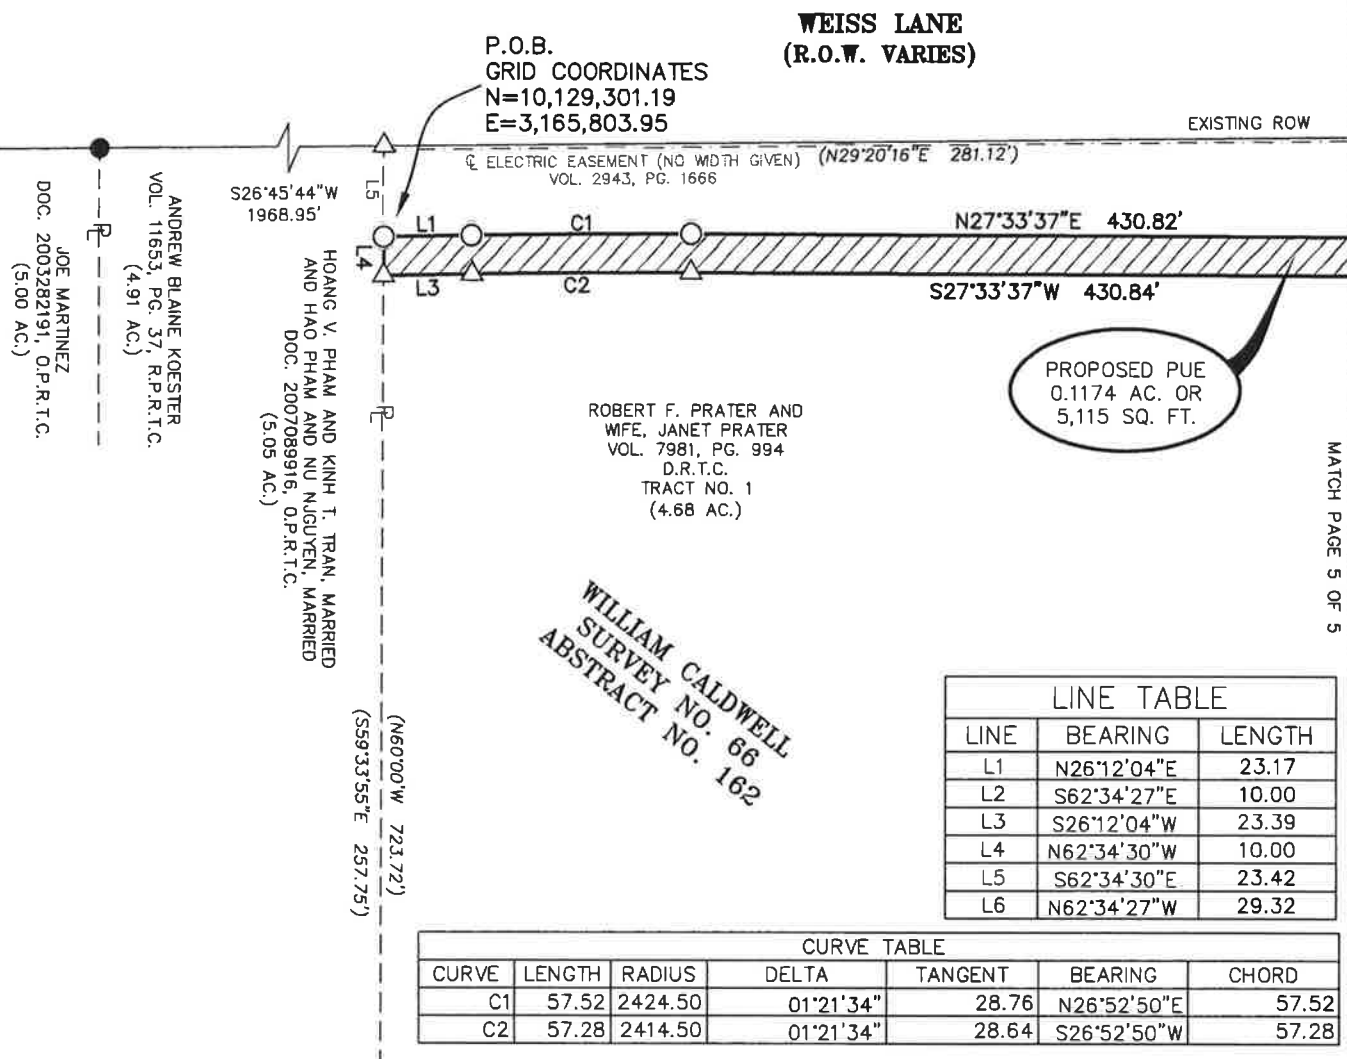 WEISS LANE
(R.O.W. VARIES)
P.O.B.
GRID COORDINATES
N=10,129,301.19
E=3,165,803.95
EXISTING ROW
℄ ELECTRIC EASEMENT (NO WIDTH GIVEN)
VOL. 2943, PG. 1666
(N29°20'16"E 281.12')
S26°45'44"W
1968.95'
L5
L1
C1
N27°33'37"E 430.82'
L4
L3
C2
S27°33'37"W 430.84'
PROPOSED PUE
0.1174 AC. OR
5,115 SQ. FT.
JOE MARTINEZ
DOC. 2003282191, O.P.R.T.C.
(5.00 AC.)
PL
ANDREW BLAINE KOESTER
VOL. 11653, PG. 37, R.P.R.T.C.
(4.91 AC.)
HOANG V. PHAM AND KINH T. TRAN, MARRIED
AND HAO PHAM AND NU NJGUYEN, MARRIED
DOC. 2007089916, O.P.R.T.C.
(5.05 AC.)
PL
ROBERT F. PRATER AND
WIFE, JANET PRATER
VOL. 7981, PG. 994
D.R.T.C.
TRACT NO. 1
(4.68 AC.)
MATCH PAGE 5 OF 5
WILLIAM CALDWELL
SURVEY NO. 66
ABSTRACT NO. 162
(N60°00'W 723.72')
(S59°33'55"E 257.75')
LINE TABLE
LINE BEARING LENGTH
L1 N26°12'04"E 23.17
L2 S62°34'27"E 10.00
L3 S26°12'04"W 23.39
L4 N62°34'30"W 10.00
L5 S62°34'30"E 23.42
L6 N62°34'27"W 29.32
CURVE TABLE
CURVE LENGTH RADIUS DELTA TANGENT BEARING CHORD
C1 57.52 2424.50 01°21'34" 28.76 N26°52'50"E 57.52
C2 57.28 2414.50 01°21'34" 28.64 S26°52'50"W 57.28